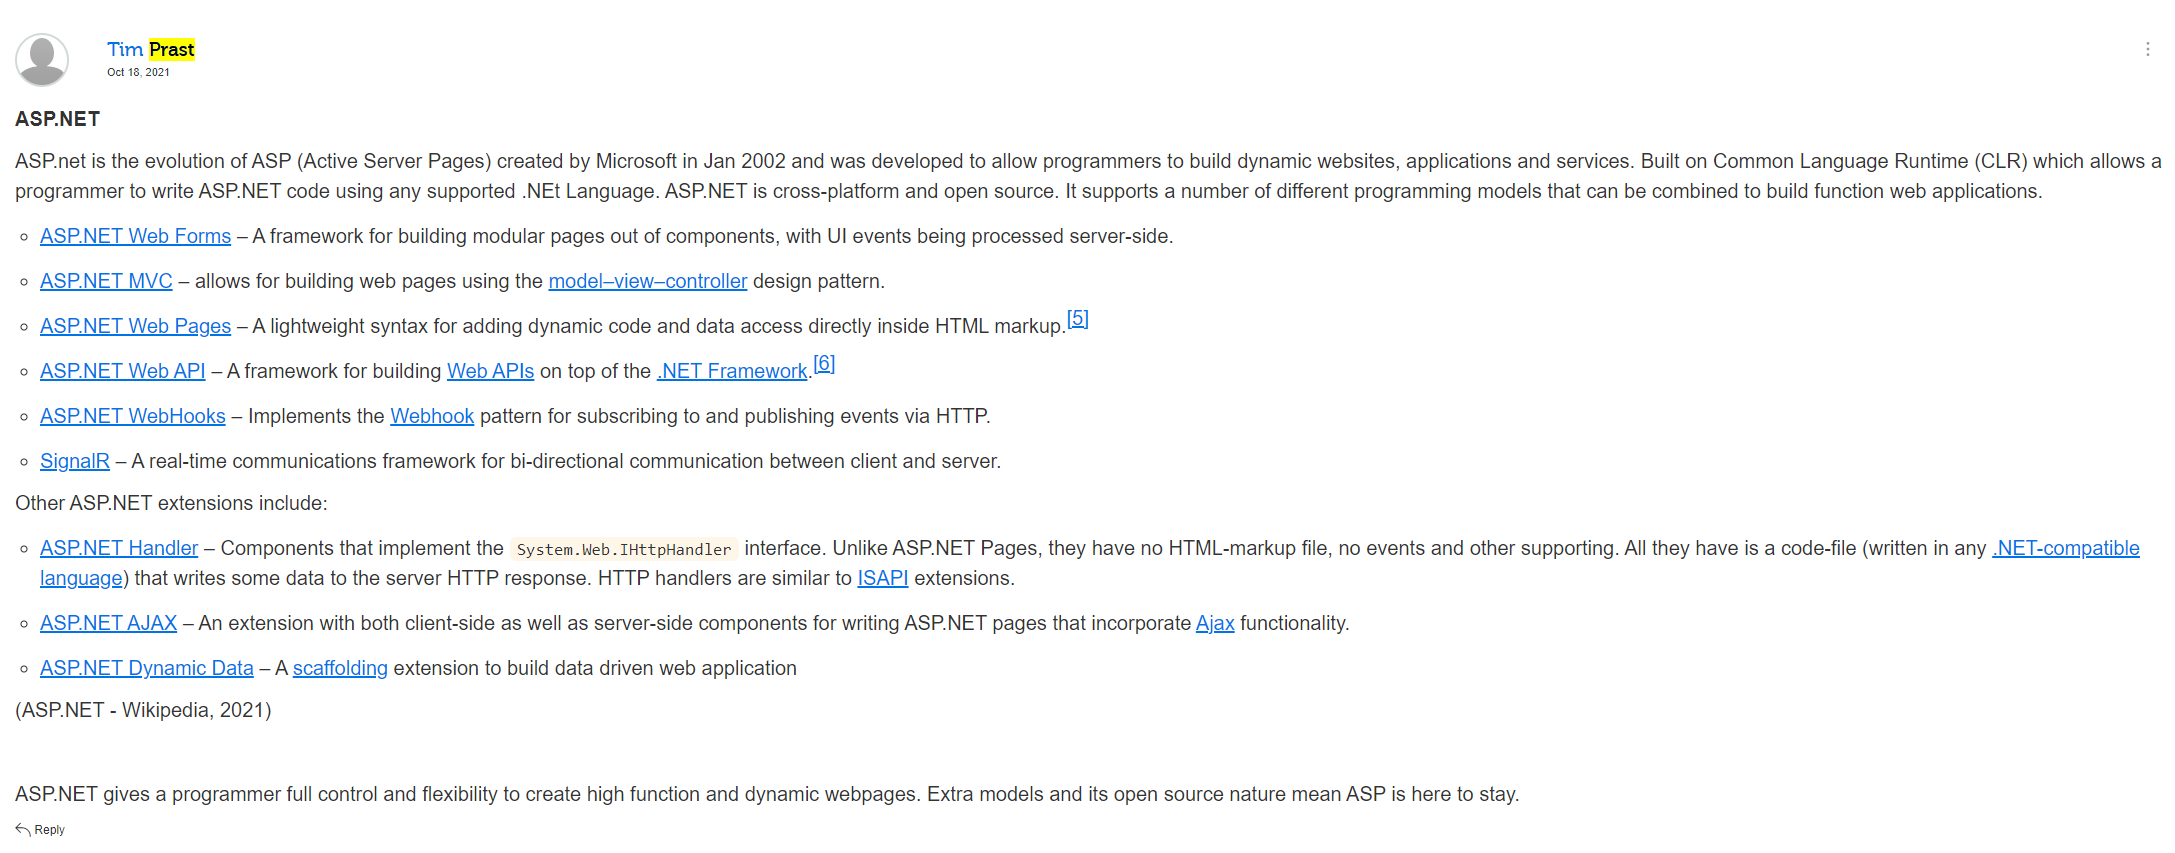 Tim Prast
Oct 18, 2021
ASP.NET
ASP.net is the evolution of ASP (Active Server Pages) created by Microsoft in Jan 2002 and was developed to allow programmers to build dynamic websites, applications and services. Built on Common Language Runtime (CLR) which allows a
programmer to write ASP.NET code using any supported .NEt Language. ASP.NET is cross-platform and open source. It supports a number of different programming models that can be combined to build function web applications.
ASP.NET Web Forms – A framework for building modular pages out of components, with UI events being processed server-side.
ASP.NET MVC – allows for building web pages using the model–view–controller design pattern.
ASP.NET Web Pages – A lightweight syntax for adding dynamic code and data access directly inside HTML markup.[5]
ASP.NET Web API – A framework for building Web APIs on top of the .NET Framework.[6]
ASP.NET WebHooks – Implements the Webhook pattern for subscribing to and publishing events via HTTP.
SignalR – A real-time communications framework for bi-directional communication between client and server.
Other ASP.NET extensions include:
ASP.NET Handler – Components that implement the System.Web.IHttpHandler interface. Unlike ASP.NET Pages, they have no HTML-markup file, no events and other supporting. All they have is a code-file (written in any .NET-compatible
language) that writes some data to the server HTTP response. HTTP handlers are similar to ISAPI extensions.
ASP.NET AJAX – An extension with both client-side as well as server-side components for writing ASP.NET pages that incorporate Ajax functionality.
ASP.NET Dynamic Data – A scaffolding extension to build data driven web application
(ASP.NET - Wikipedia, 2021)
ASP.NET gives a programmer full control and flexibility to create high function and dynamic webpages. Extra models and its open source nature mean ASP is here to stay.
Reply